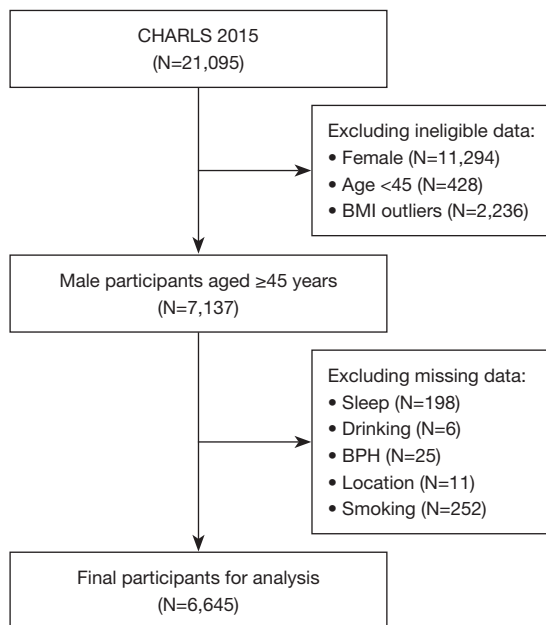 CHARLS 2015
(N=21,095)
Excluding ineligible data:
• Female (N=11,294)
• Age <45 (N=428)
• BMI outliers (N=2,236)
Male participants aged ≥45 years
(N=7,137)
Excluding missing data:
• Sleep (N=198)
• Drinking (N=6)
• BPH (N=25)
• Location (N=11)
• Smoking (N=252)
Final participants for analysis
(N=6,645)